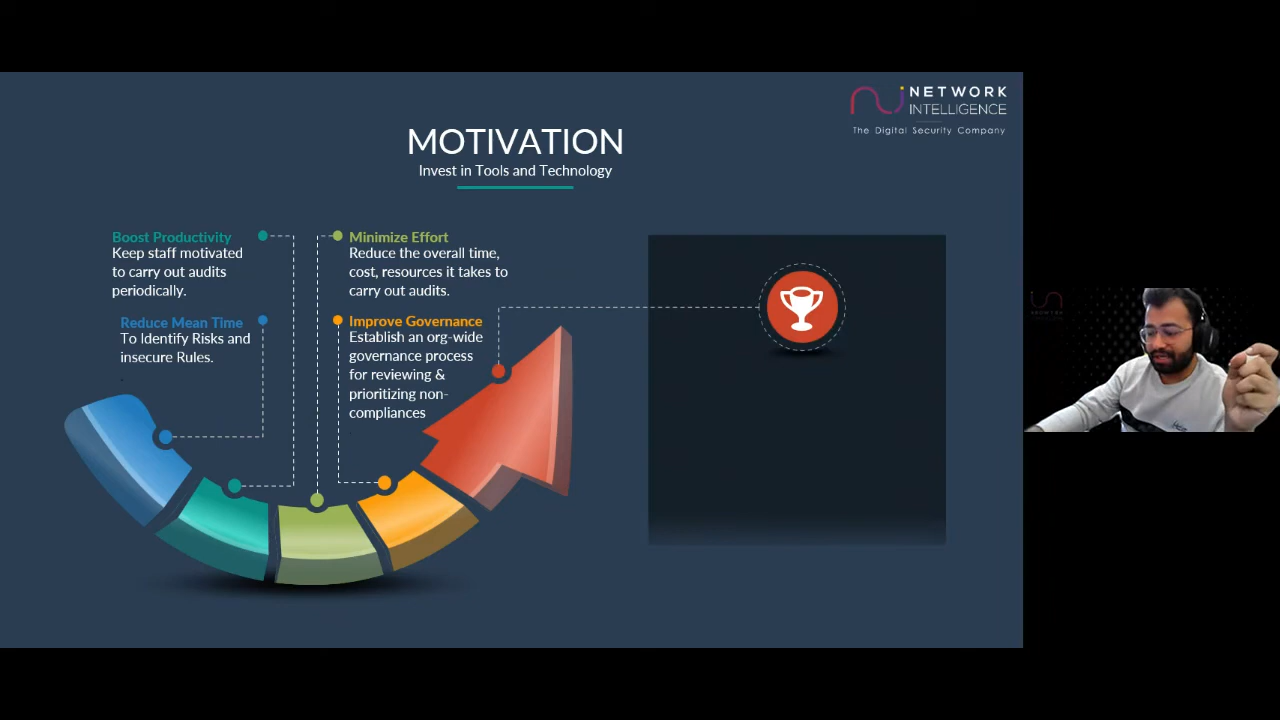 NETWORK
INTELLIGENCE
The Digital Security Company
MOTIVATION
Invest in Tools and Technology
Boost Productivity
Keep staff motivated
to carry out audits
periodically.
Reduce Mean Time
To Identify Risks and
insecure Rules.
Minimize Effort
Reduce the overall time,
cost, resources it takes to
carry out audits.
Improve Governance
Establish an org-wide
governance process
for reviewing &
prioritizing non-
compliances